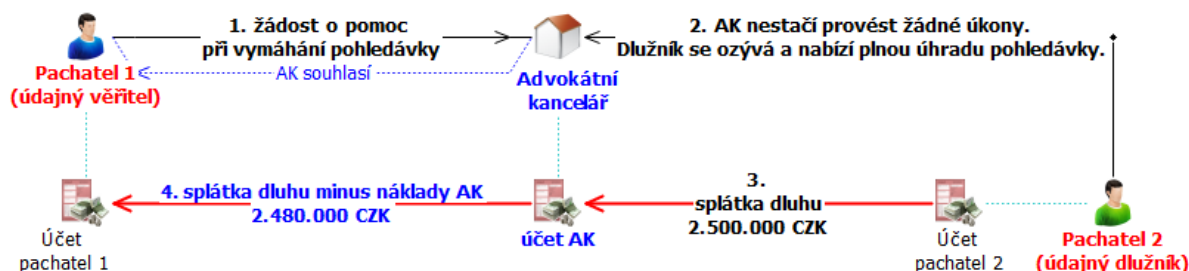 1. žádost o pomoc
při vymáhání pohledávky
2. AK nestačí provést žádné úkony.
Dlužník se ozývá a nabízí plnou úhradu pohledávky.
Pachatel 1
(údajný věřitel)
AK souhlasí
Advokátní
kancelář
4. splátka dluhu minus náklady AK
2.480.000 CZK
3.
splátka dluhu
2.500.000 CZK
Účet
pachatel 1
účet AK
Účet
pachatel 2
Pachatel 2
(údajný dlužník)